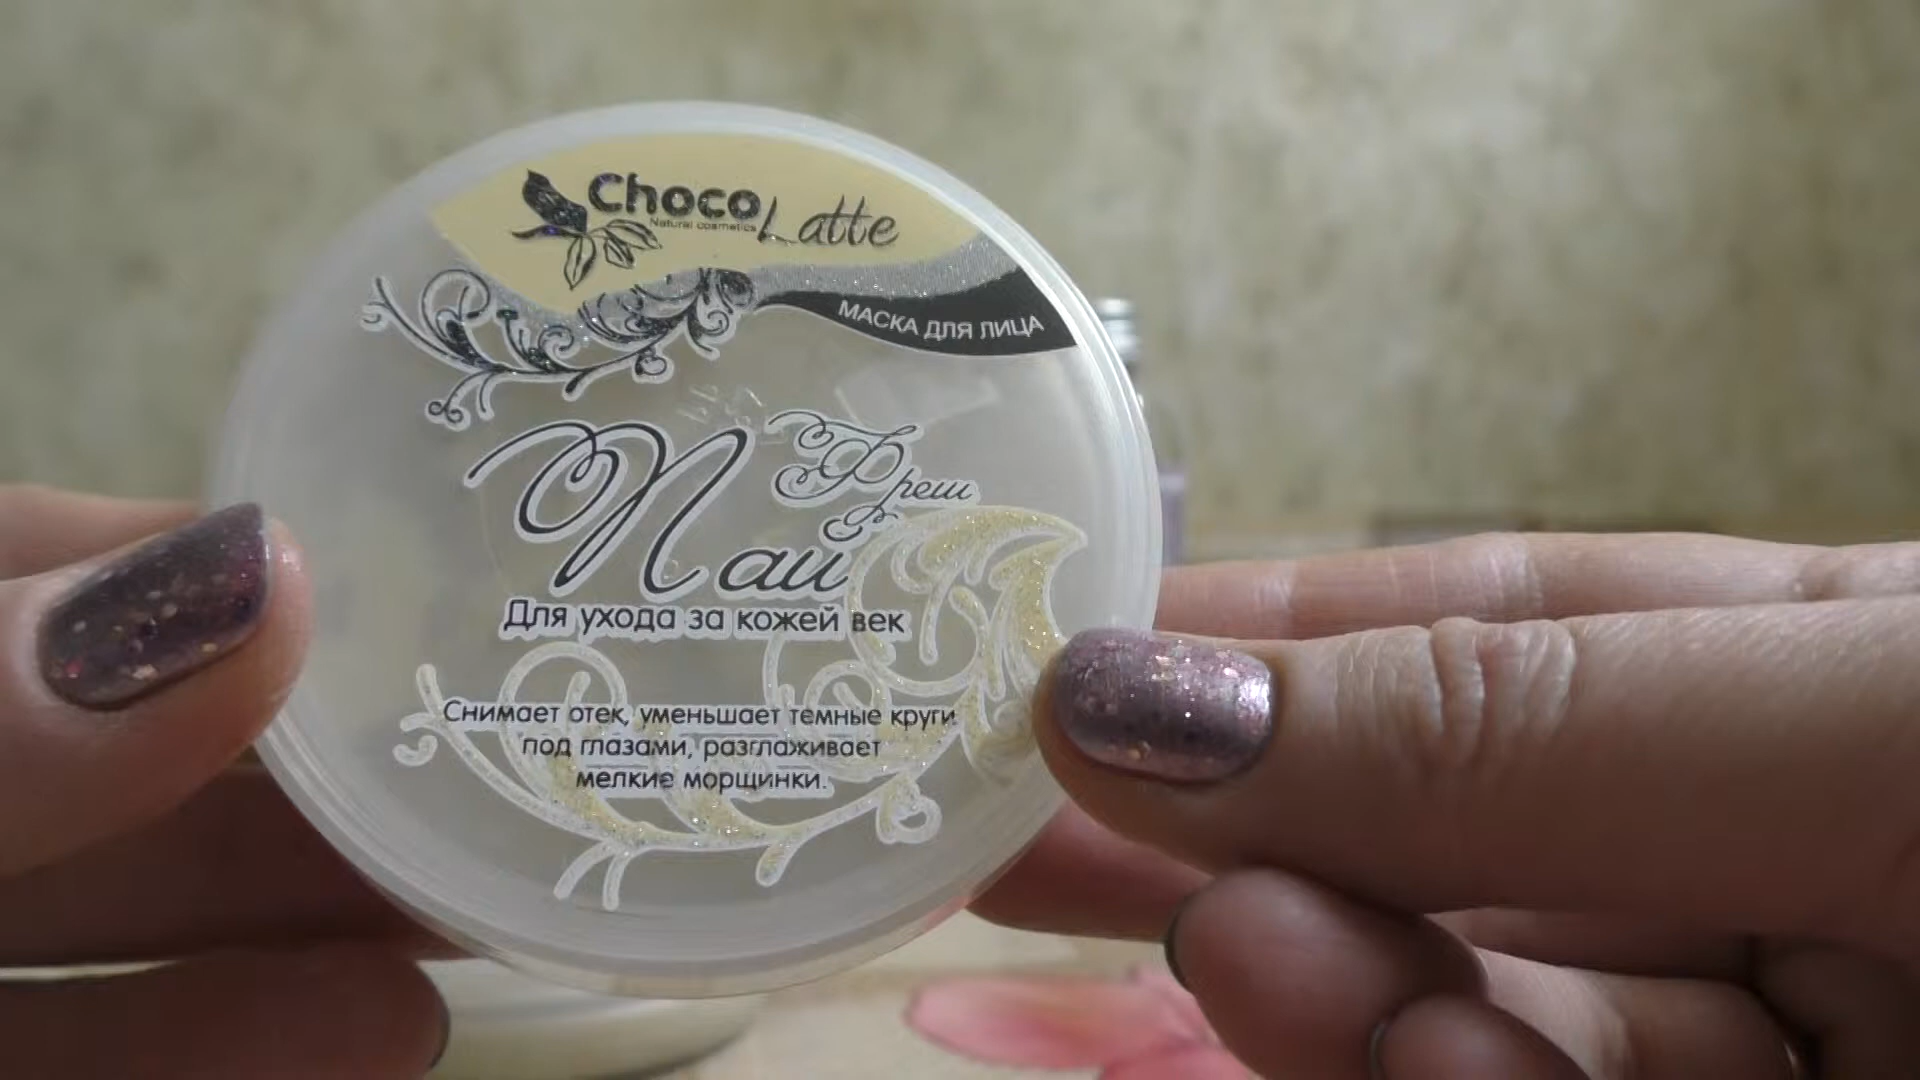 Choco Latte
Natural cosmetics
МАСКА ДЛЯ ЛИЦА
Фреш
Пай
Для ухода за кожей век
Снимает отек, уменьшает темные круги
под глазами, разглаживает
мелкие морщинки.